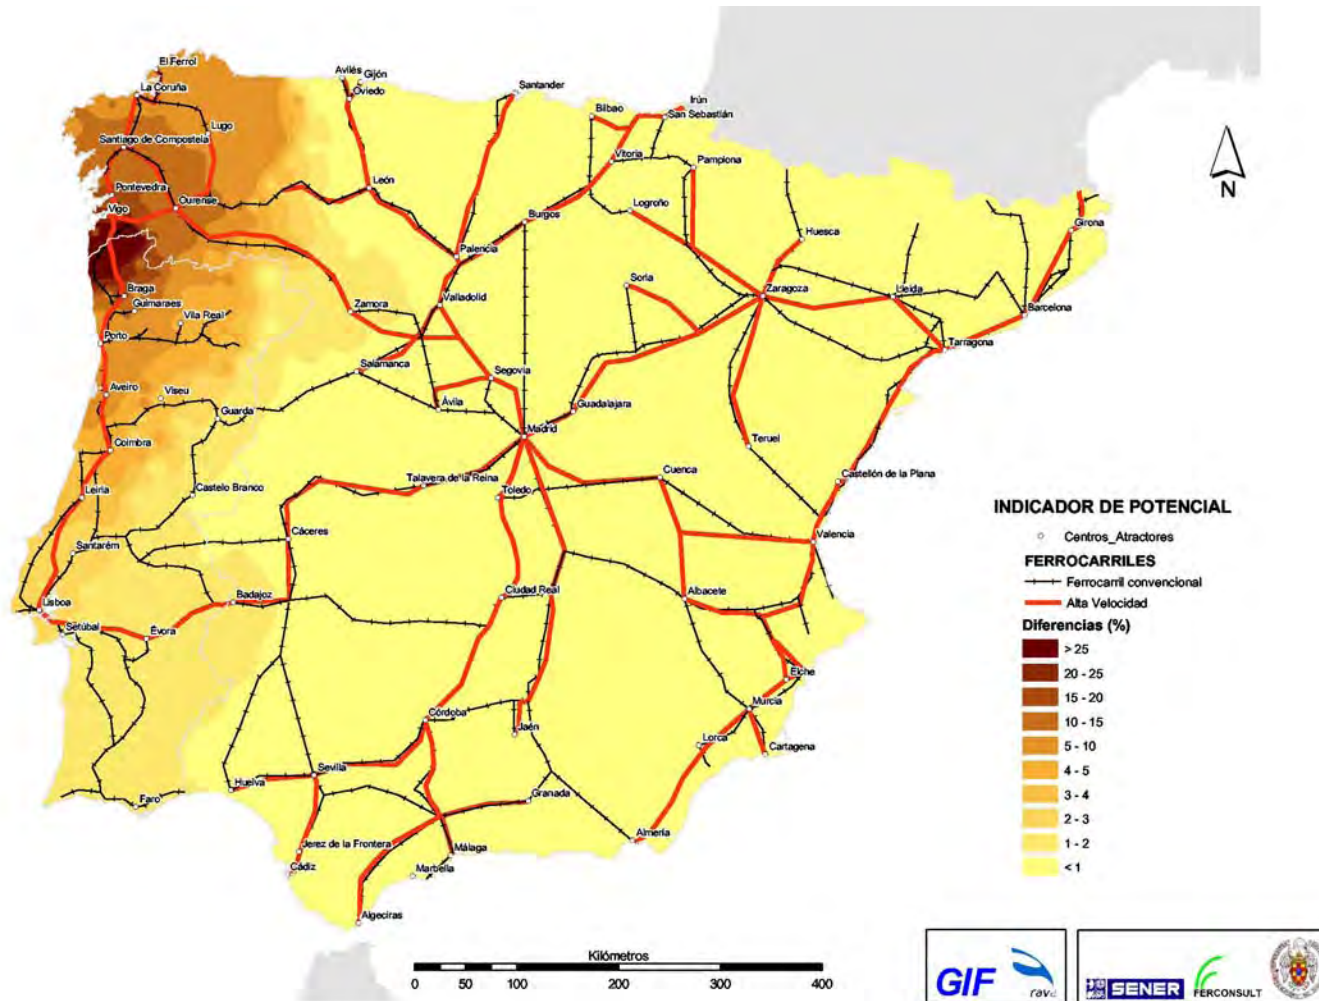 El Ferrol
La Coruña
Lugo
Santiago de Compostela
Pontevedra
Ourense
Vigo
Avilés
Gijón
Oviedo
Santander
León
Palencia
Burgos
Bilbao
Irún
San Sebastián
Vitoria
Pamplona
Logroño
Huesca
Girona
Soria
Zaragoza
Lleida
Barcelona
Tarragona
Braga
Guimaraes
Vila Real
Porto
Zamora
Valladolid
Salamanca
Segovia
Ávila
Guadalajara
Madrid
Teruel
Aveiro
Viseu
Guarda
Coimbra
Leiria
Castelo Branco
Talavera de la Reina
Toledo
Cuenca
Castellón de la Plana
Valencia
Santarém
Cáceres
Lisboa
Setúbal
Évora
Badajoz
Ciudad Real
Albacete
Elche
Murcia
Lorca
Cartagena
Córdoba
Jaén
Huelva
Sevilla
Granada
Almería
Faro
Jerez de la Frontera
Cádiz
Málaga
Marbella
Algeciras
N
INDICADOR DE POTENCIAL
Centros_Atractores
FERROCARRILES
Ferrocarril convencional
Alta Velocidad
Diferencias (%)
> 25
20 - 25
15 - 20
10 - 15
5 - 10
4 - 5
3 - 4
2 - 3
1 - 2
< 1
Kilómetros
0 50 100 200 300 400
GIF
rave
SENER
FERCONSULT